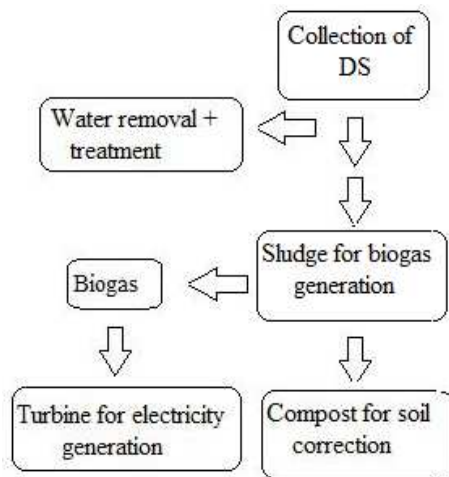 Collection of
DS
Water removal +
treatment
Sludge for biogas
generation
Biogas
Turbine for electricity
generation
Compost for soil
correction